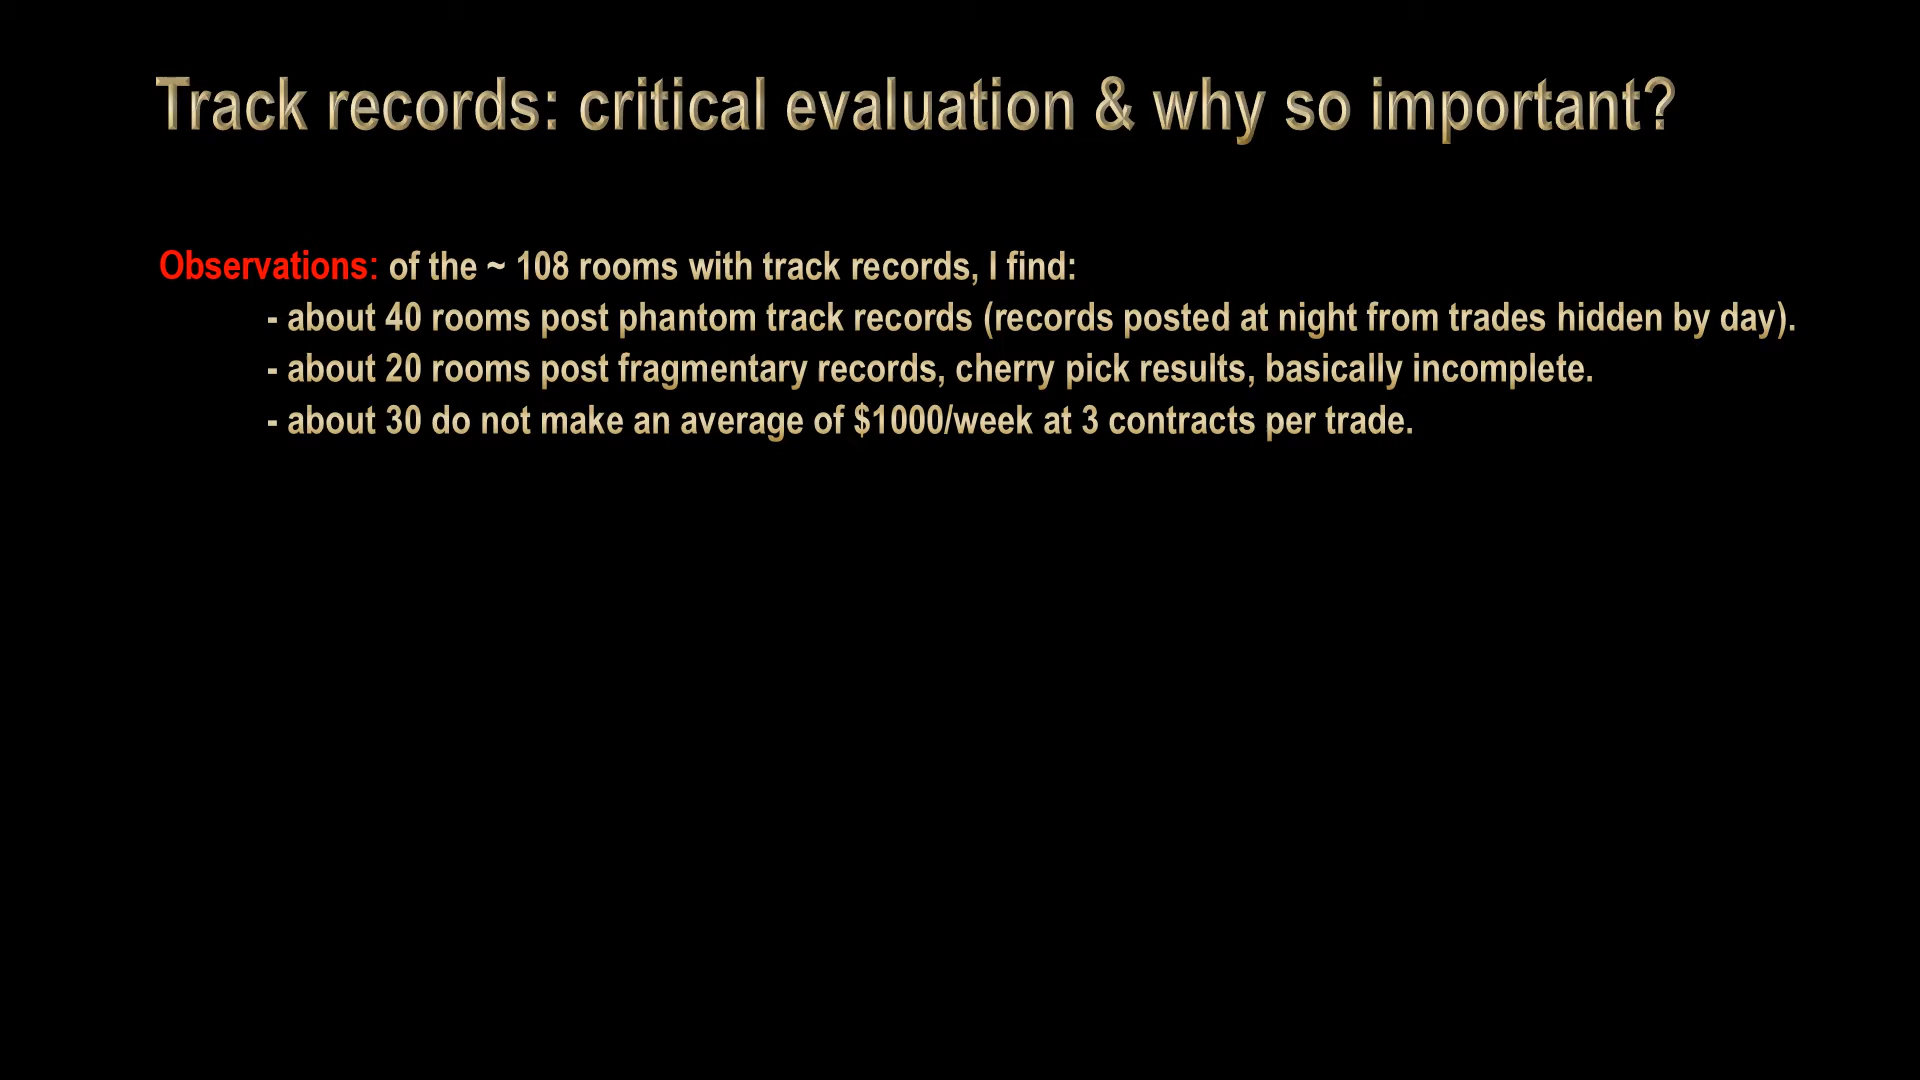 Track records: critical evaluation & why so important?
Observations: of the ~ 108 rooms with track records, I find:
- about 40 rooms post phantom track records (records posted at night from trades hidden by day).
- about 20 rooms post fragmentary records, cherry pick results, basically incomplete.
- about 30 do not make an average of $1000/week at 3 contracts per trade.